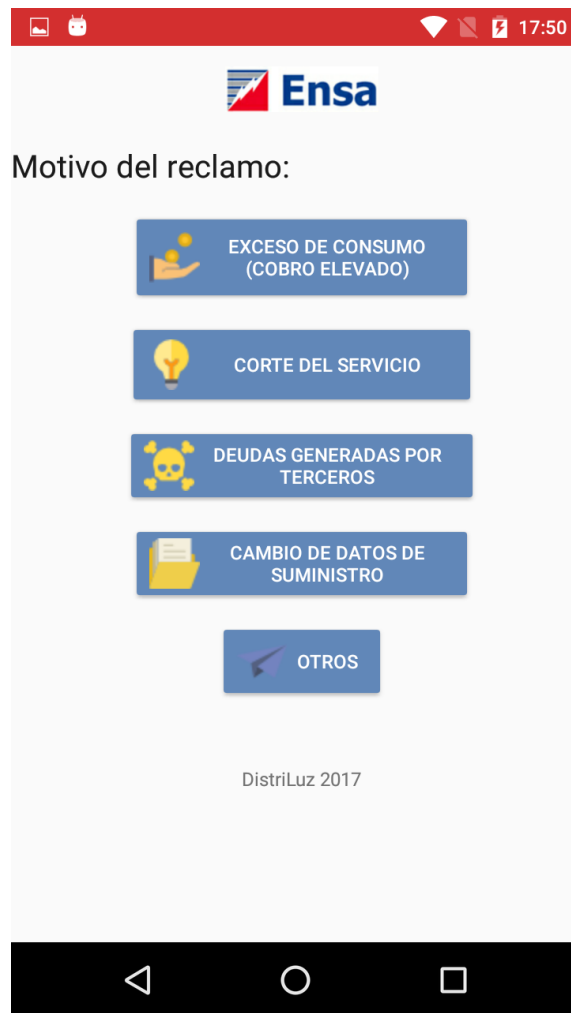 17:50
Ensa
Motivo del reclamo:
EXCESO DE CONSUMO
(COBRO ELEVADO)
CORTE DEL SERVICIO
DEUDAS GENERADAS POR
TERCEROS
CAMBIO DE DATOS DE
SUMINISTRO
OTROS
DistriLuz 2017